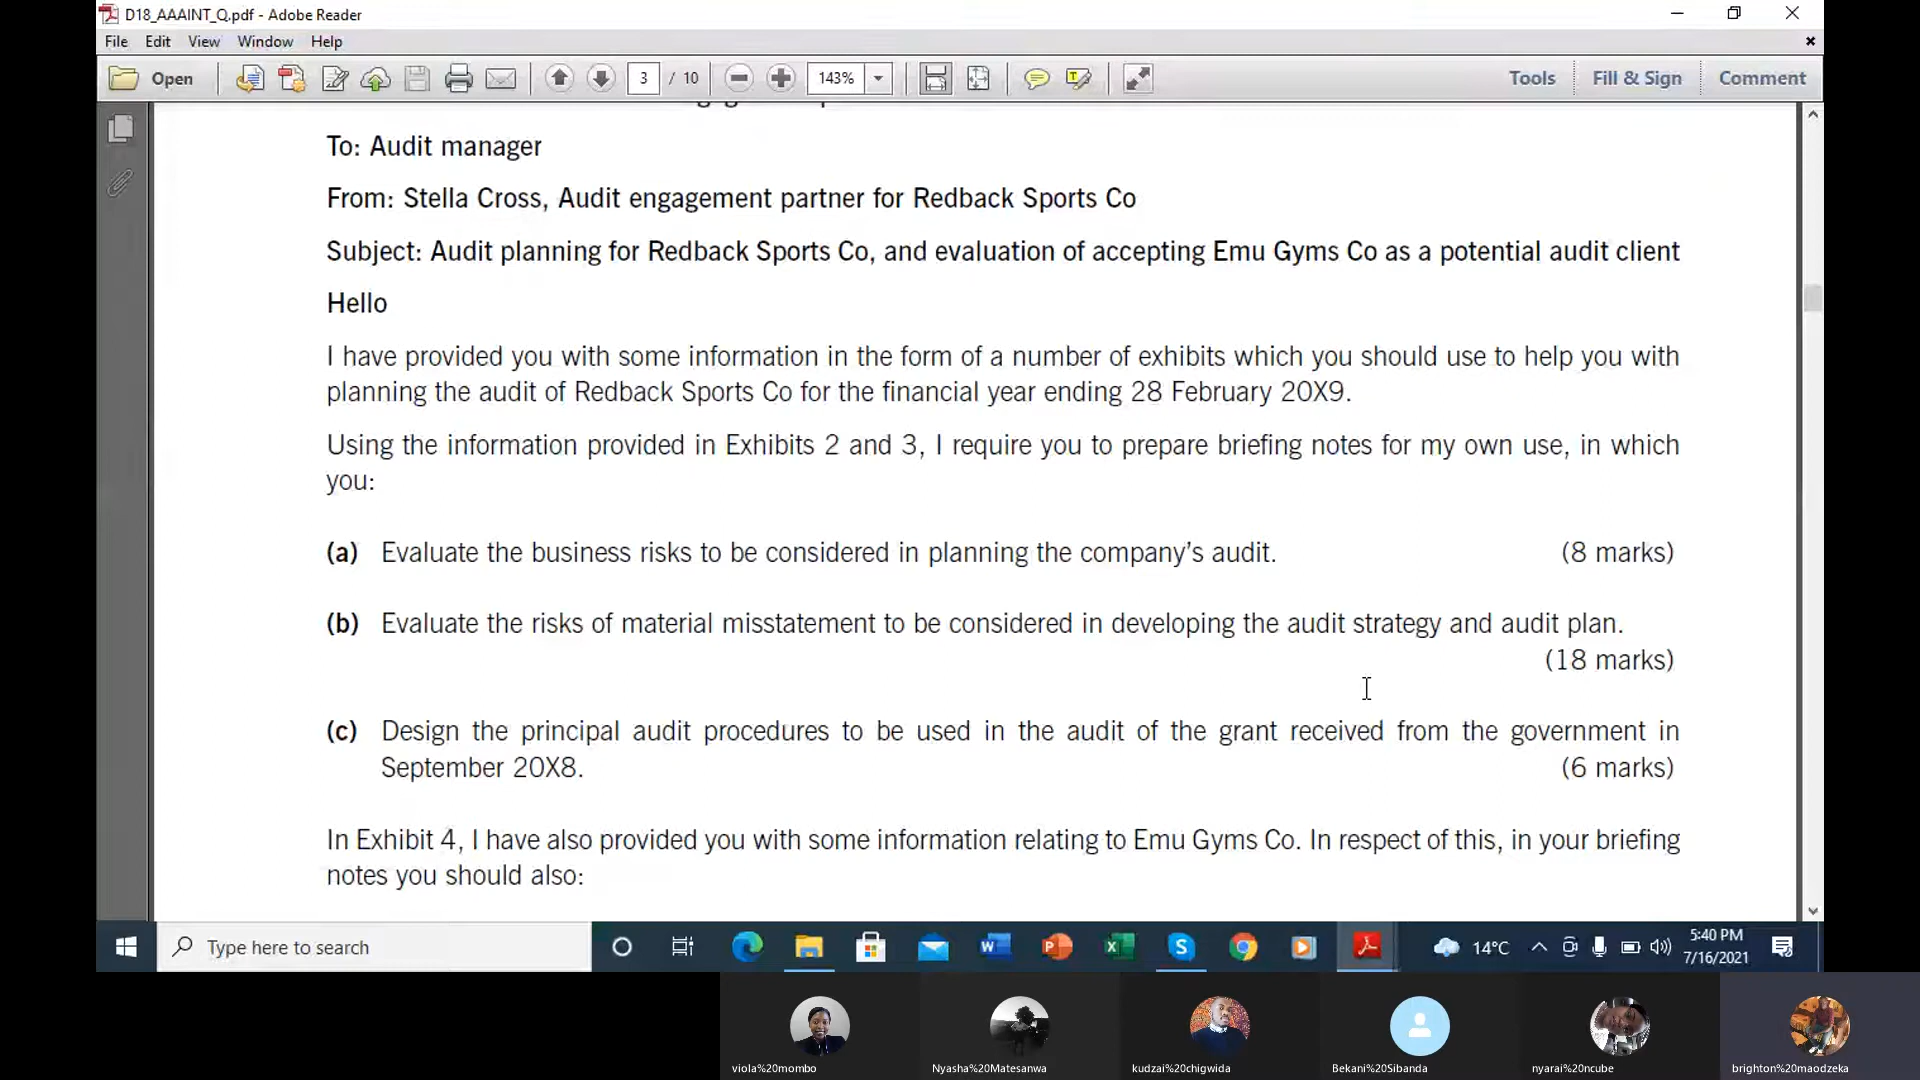 D18_AAAINT_Q.pdf - Adobe Reader
File Edit View Window Help
Open 3 / 10 143% Tools Fill & Sign Comment
To: Audit manager
From: Stella Cross, Audit engagement partner for Redback Sports Co
Subject: Audit planning for Redback Sports Co, and evaluation of accepting Emu Gyms Co as a potential audit client
Hello
I have provided you with some information in the form of a number of exhibits which you should use to help you with
planning the audit of Redback Sports Co for the financial year ending 28 February 20X9.
Using the information provided in Exhibits 2 and 3, I require you to prepare briefing notes for my own use, in which
you:
(a) Evaluate the business risks to be considered in planning the company's audit. (8 marks)
(b) Evaluate the risks of material misstatement to be considered in developing the audit strategy and audit plan.
(18 marks)
(c) Design the principal audit procedures to be used in the audit of the grant received from the government in
September 20X8. (6 marks)
In Exhibit 4, I have also provided you with some information relating to Emu Gyms Co. In respect of this, in your briefing
notes you should also:
Type here to search
14°C
5:40 PM
7/16/2021
viola%20mombo Nyasha%20Matesanwa kudzai%20chigwida Bekani%20Sibanda nyarai%20ncube brighton%20maodzeka